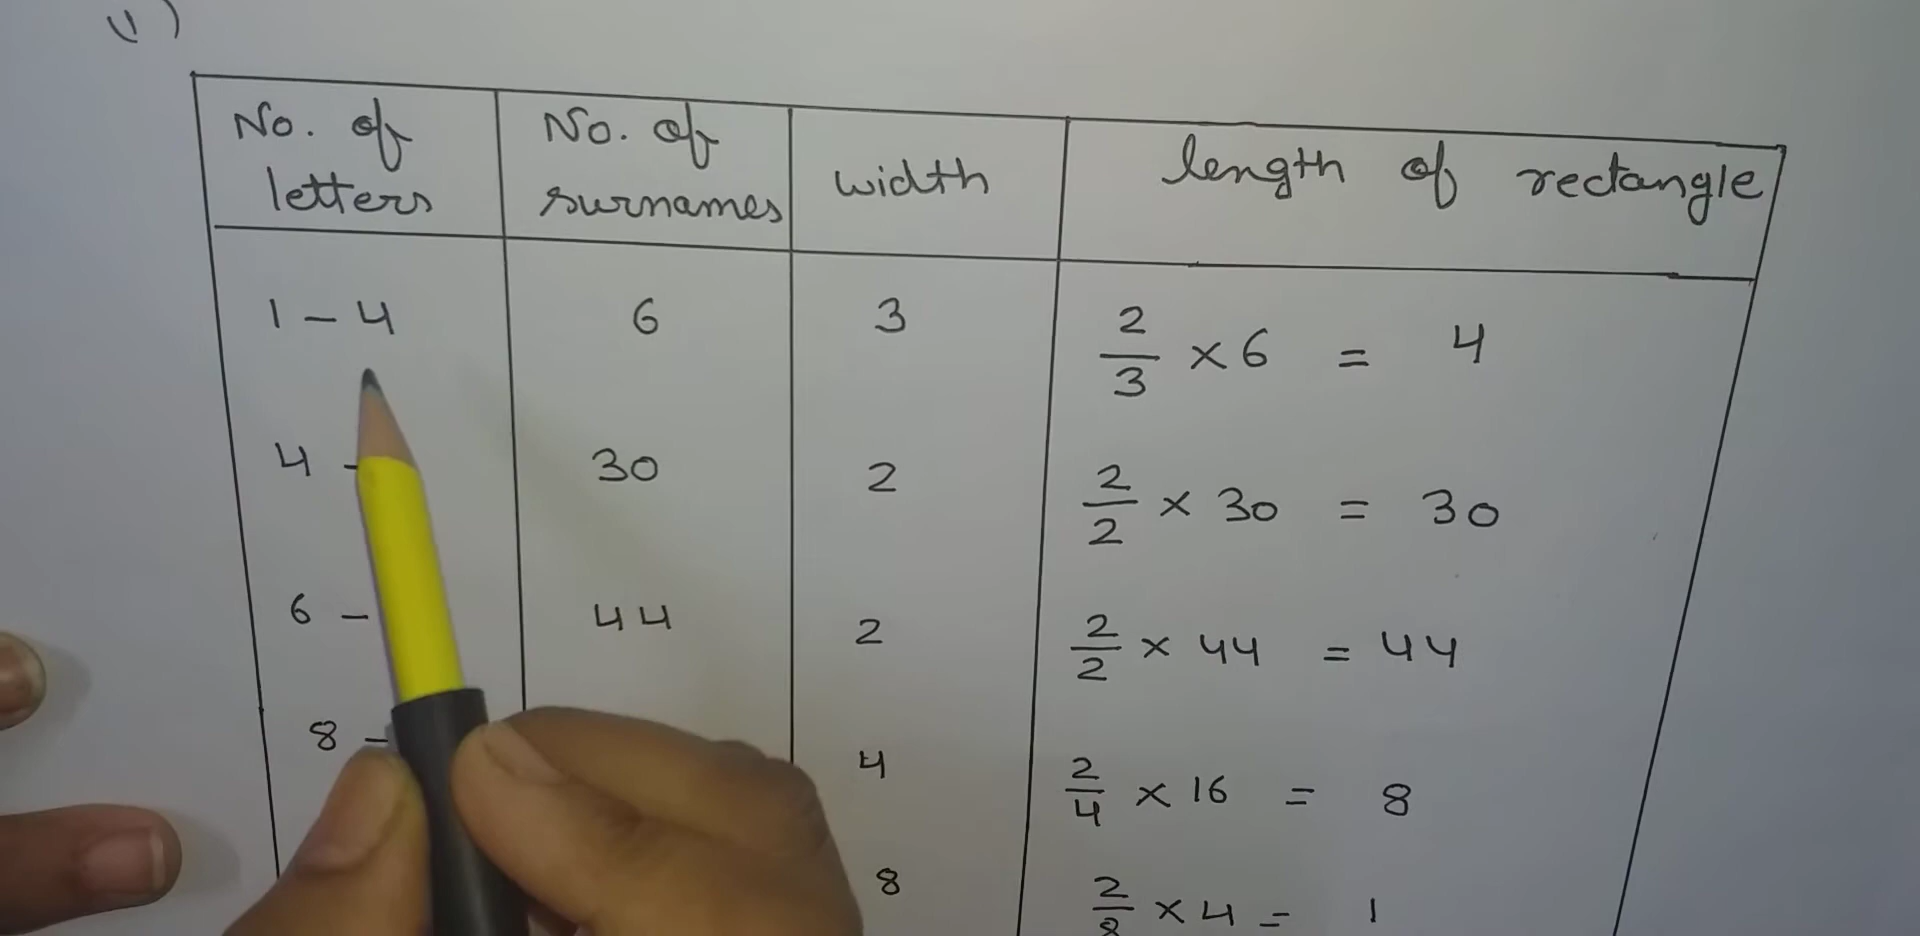 (i)
No. of letters No. of surnames width length of rectangle
1 - 4 6 3 2/3 × 6 = 4
4 - 30 2 2/2 × 30 = 30
6 - 44 2 2/2 × 44 = 44
8 - 4 2/4 × 16 = 8
8 2/8 × 4 = 1